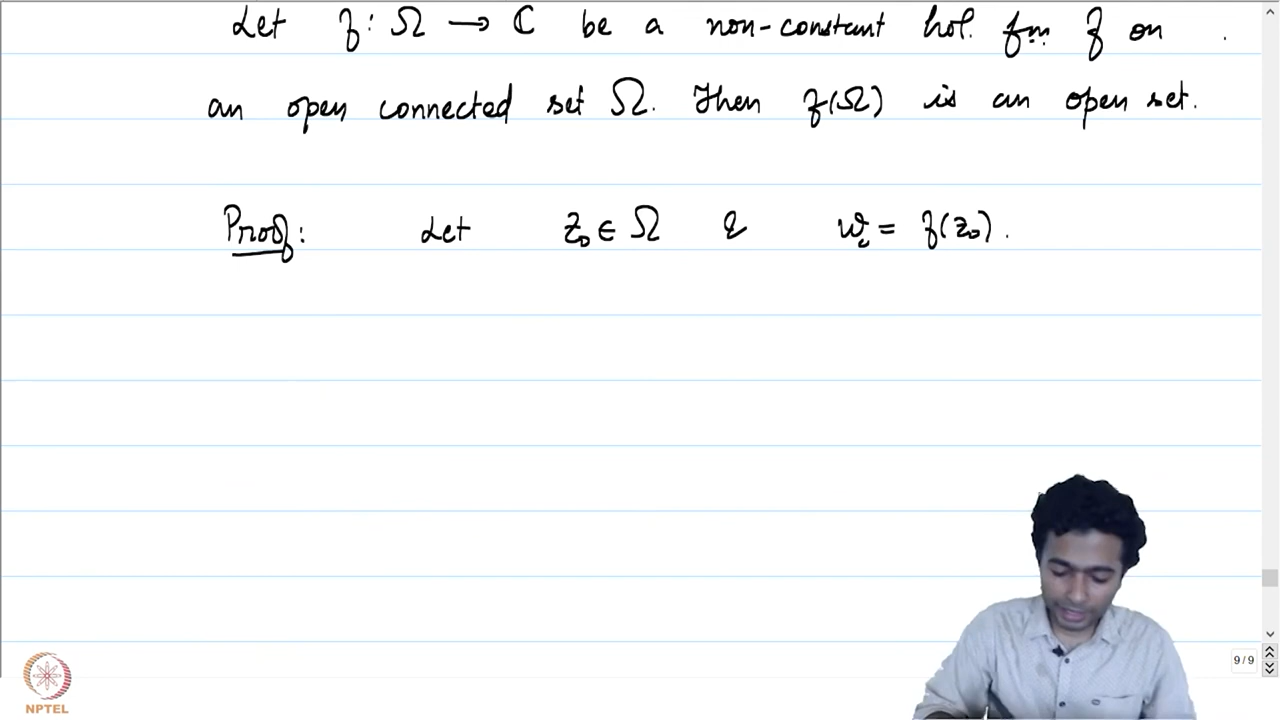 Let f: Ω → ℂ be a non-constant hol. fn. f on
an open connected set Ω. Then f(Ω) is an open set.
Proof: Let z₀ ∈ Ω & w₀ = f(z₀).
9 / 9
NPTEL